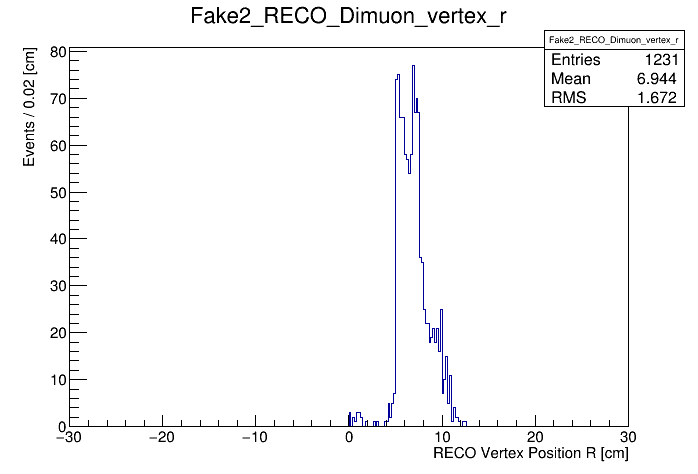 Fake2_RECO_Dimuon_vertex_r
Fake2_RECO_Dimuon_vertex_r
Entries 1231
Mean 6.944
RMS 1.672
Events / 0.02 [cm]
80
70
60
50
40
30
20
10
0
−30 −20 −10 0 10 20 30
RECO Vertex Position R [cm]